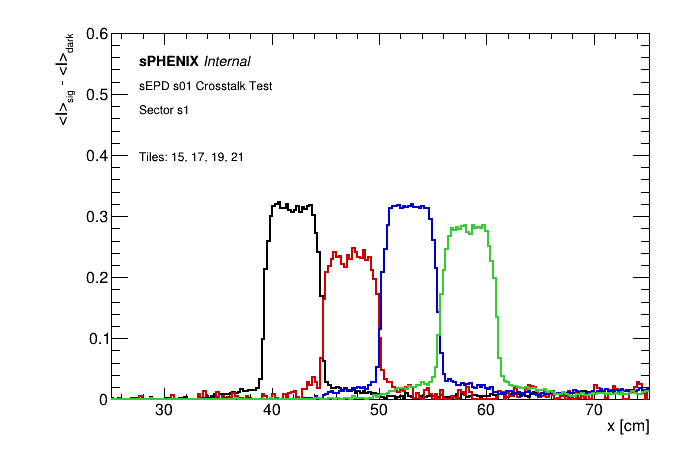 0.6
0.5
0.4
0.3
0.2
0.1
0
<I>sig - <I>dark
sPHENIX Internal
sEPD s01 Crosstalk Test
Sector s1
Tiles: 15, 17, 19, 21
30 40 50 60 70
x [cm]